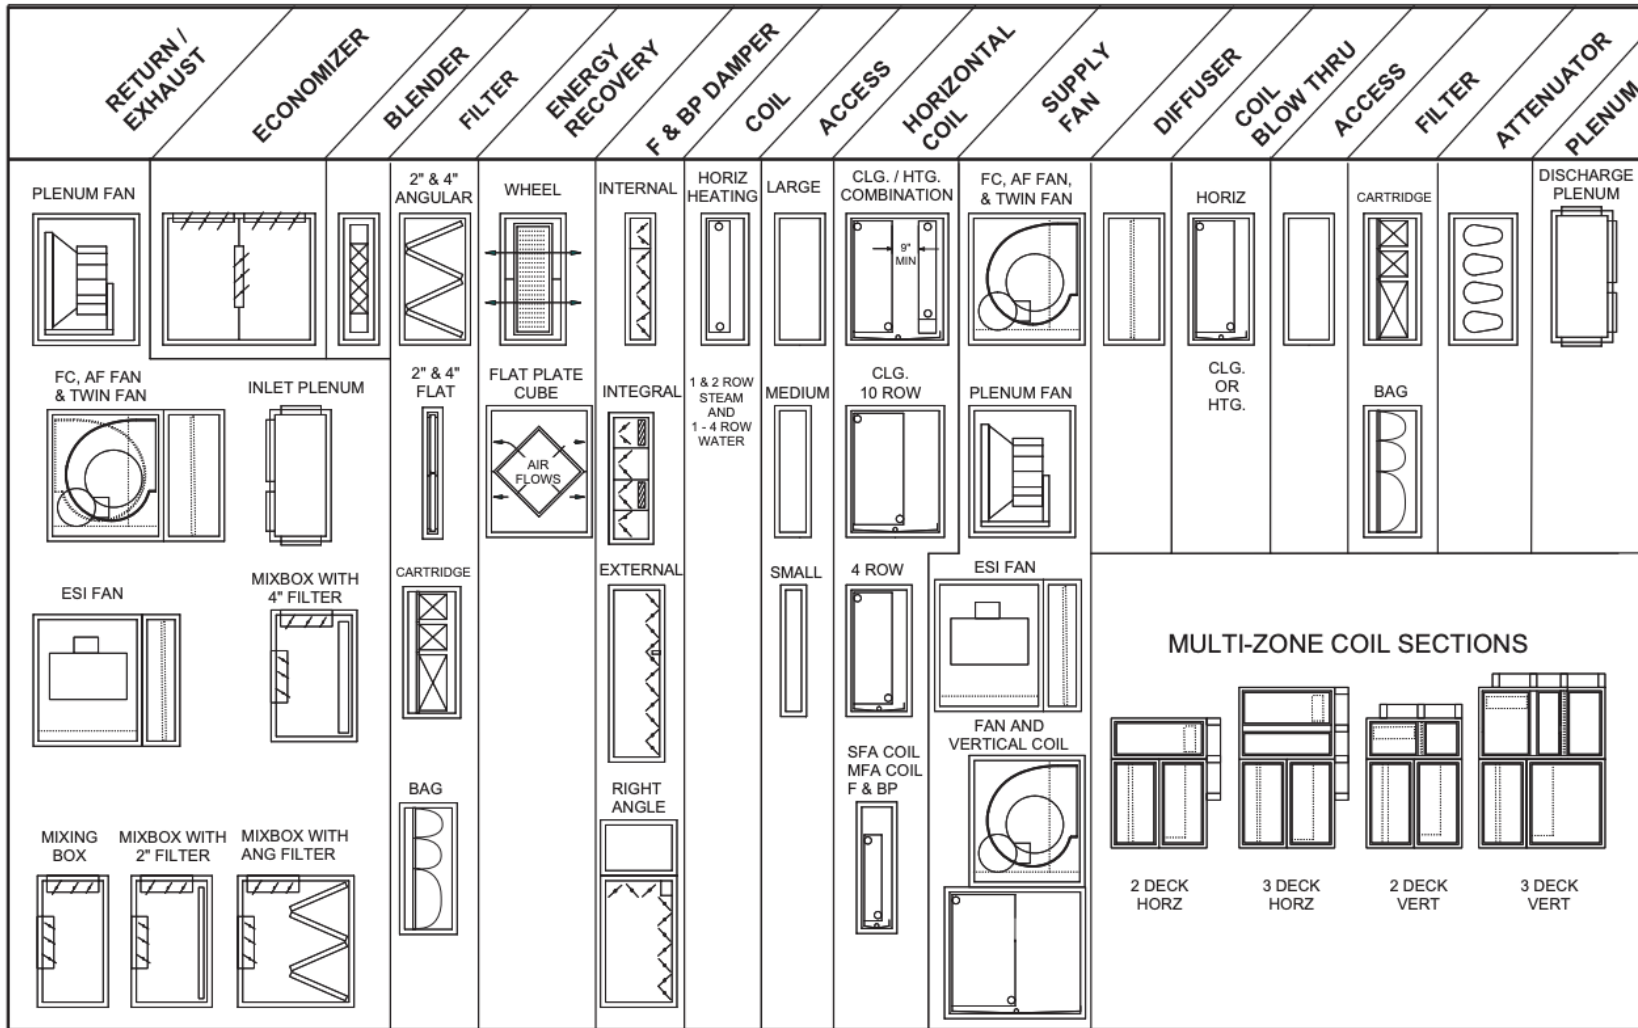 RETURN /
EXHAUST
ECONOMIZER
BLENDER
FILTER
ENERGY
RECOVERY
F & BP DAMPER
COIL
ACCESS
HORIZONTAL
COIL
SUPPLY
FAN
DIFFUSER
COIL
BLOW THRU
ACCESS
FILTER
ATTENUATOR
PLENUM
PLENUM FAN
2" & 4"
ANGULAR
WHEEL
INTERNAL
HORIZ
HEATING
LARGE
CLG. / HTG.
COMBINATION
9"
MIN
FC, AF FAN,
& TWIN FAN
HORIZ
CARTRIDGE
DISCHARGE
PLENUM
FC, AF FAN
& TWIN FAN
INLET PLENUM
2" & 4"
FLAT
FLAT PLATE
CUBE
AIR
FLOWS
INTEGRAL
1 & 2 ROW
STEAM
AND
1 - 4 ROW
WATER
MEDIUM
CLG.
10 ROW
PLENUM FAN
CLG.
OR
HTG.
BAG
ESI FAN
MIXBOX WITH
4" FILTER
CARTRIDGE
EXTERNAL
SMALL
4 ROW
ESI FAN
MULTI-ZONE COIL SECTIONS
FAN AND
VERTICAL COIL
SFA COIL
MFA COIL
F & BP
BAG
RIGHT
ANGLE
MIXING
BOX
MIXBOX WITH
2" FILTER
MIXBOX WITH
ANG FILTER
2 DECK
HORZ
3 DECK
HORZ
2 DECK
VERT
3 DECK
VERT